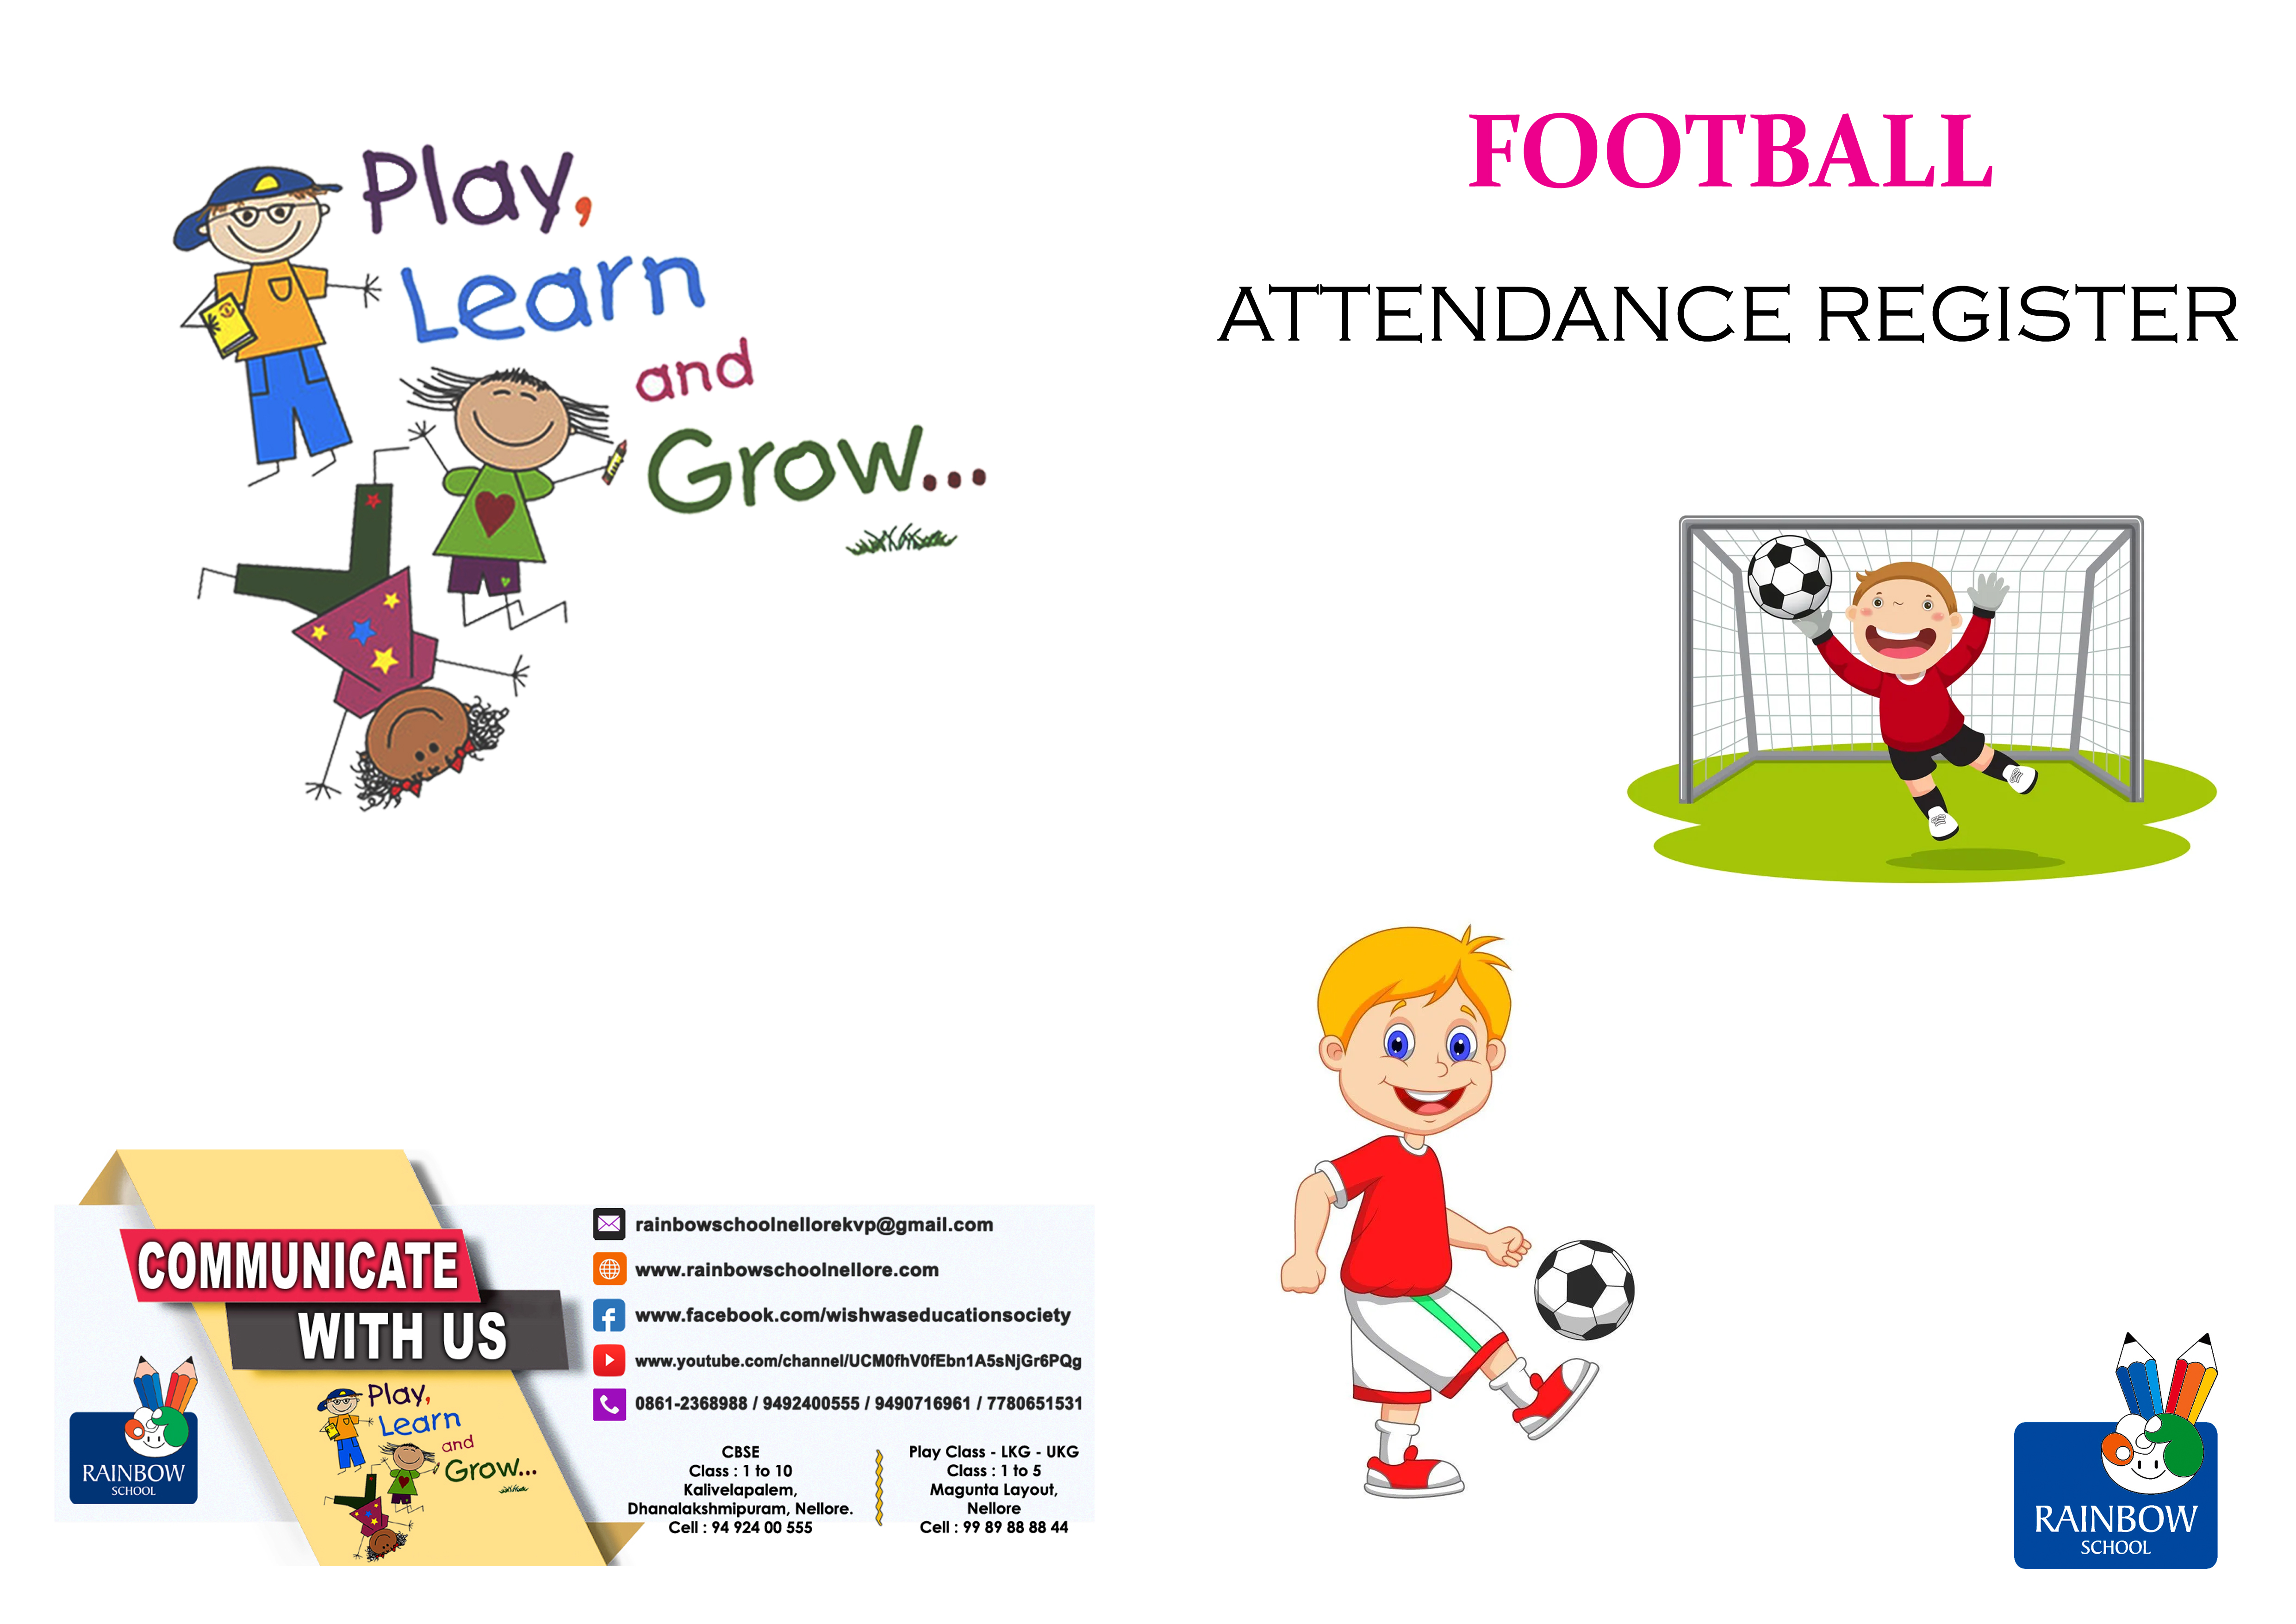 Play,
Learn
and
Grow...
COMMUNICATE
WITH US
RAINBOW
SCHOOL
Play,
Learn
and
Grow...
rainbowschoolnellorekvp@gmail.com
www.rainbowschoolnellore.com
www.facebook.com/wishwaseducationsociety
www.youtube.com/channel/UCM0fhV0fEbn1A5sNjGr6PQg
0861-2368988 / 9492400555 / 9490716961 / 7780651531
CBSE
Class : 1 to 10
Kalivelapalem,
Dhanalakshmipuram, Nellore.
Cell : 94 924 00 555
Play Class - LKG - UKG
Class : 1 to 5
Magunta Layout,
Nellore
Cell : 99 89 88 88 44
FOOTBALL
ATTENDANCE REGISTER
RAINBOW
SCHOOL